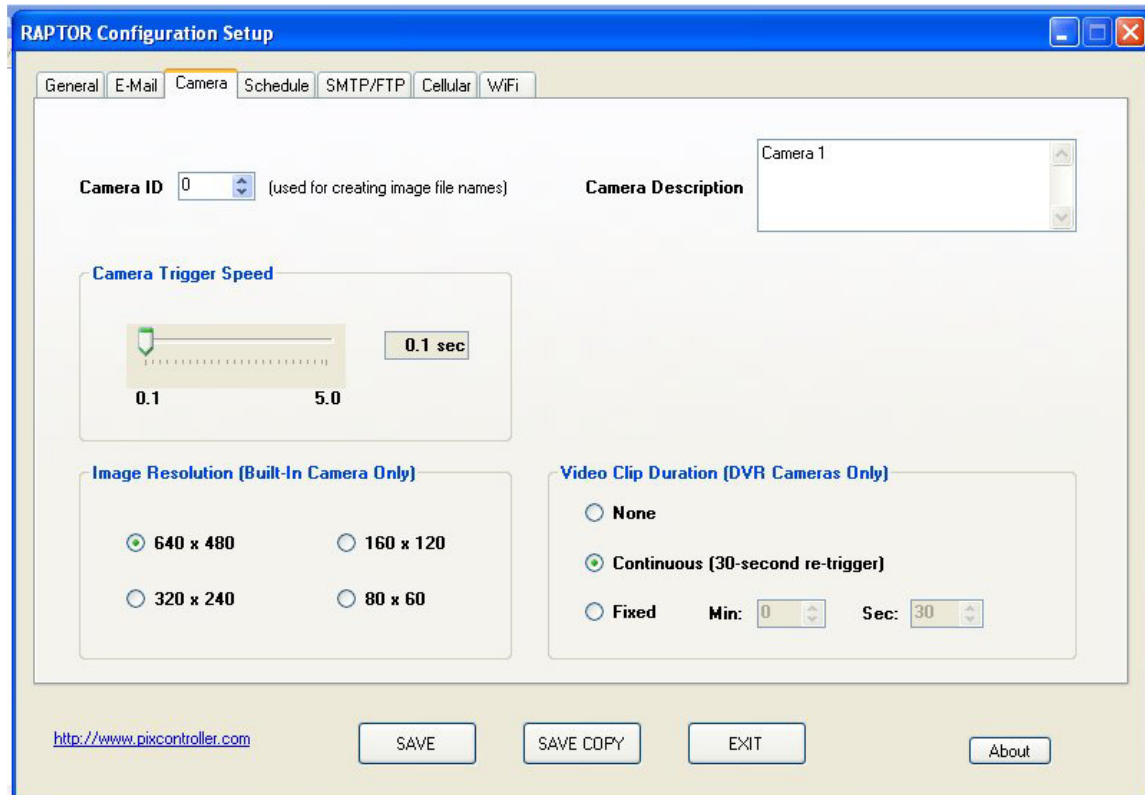 RAPTOR Configuration Setup
General E-Mail Camera Schedule SMTP/FTP Cellular WiFi
Camera ID 0 (used for creating image file names) Camera Description Camera 1
Camera Trigger Speed
0.1 sec
0.1 5.0
Image Resolution (Built-In Camera Only)
640 x 480 160 x 120
320 x 240 80 x 60
Video Clip Duration (DVR Cameras Only)
None
Continuous (30-second re-trigger)
Fixed Min: 0 Sec: 30
http://www.pixcontroller.com SAVE SAVE COPY EXIT About